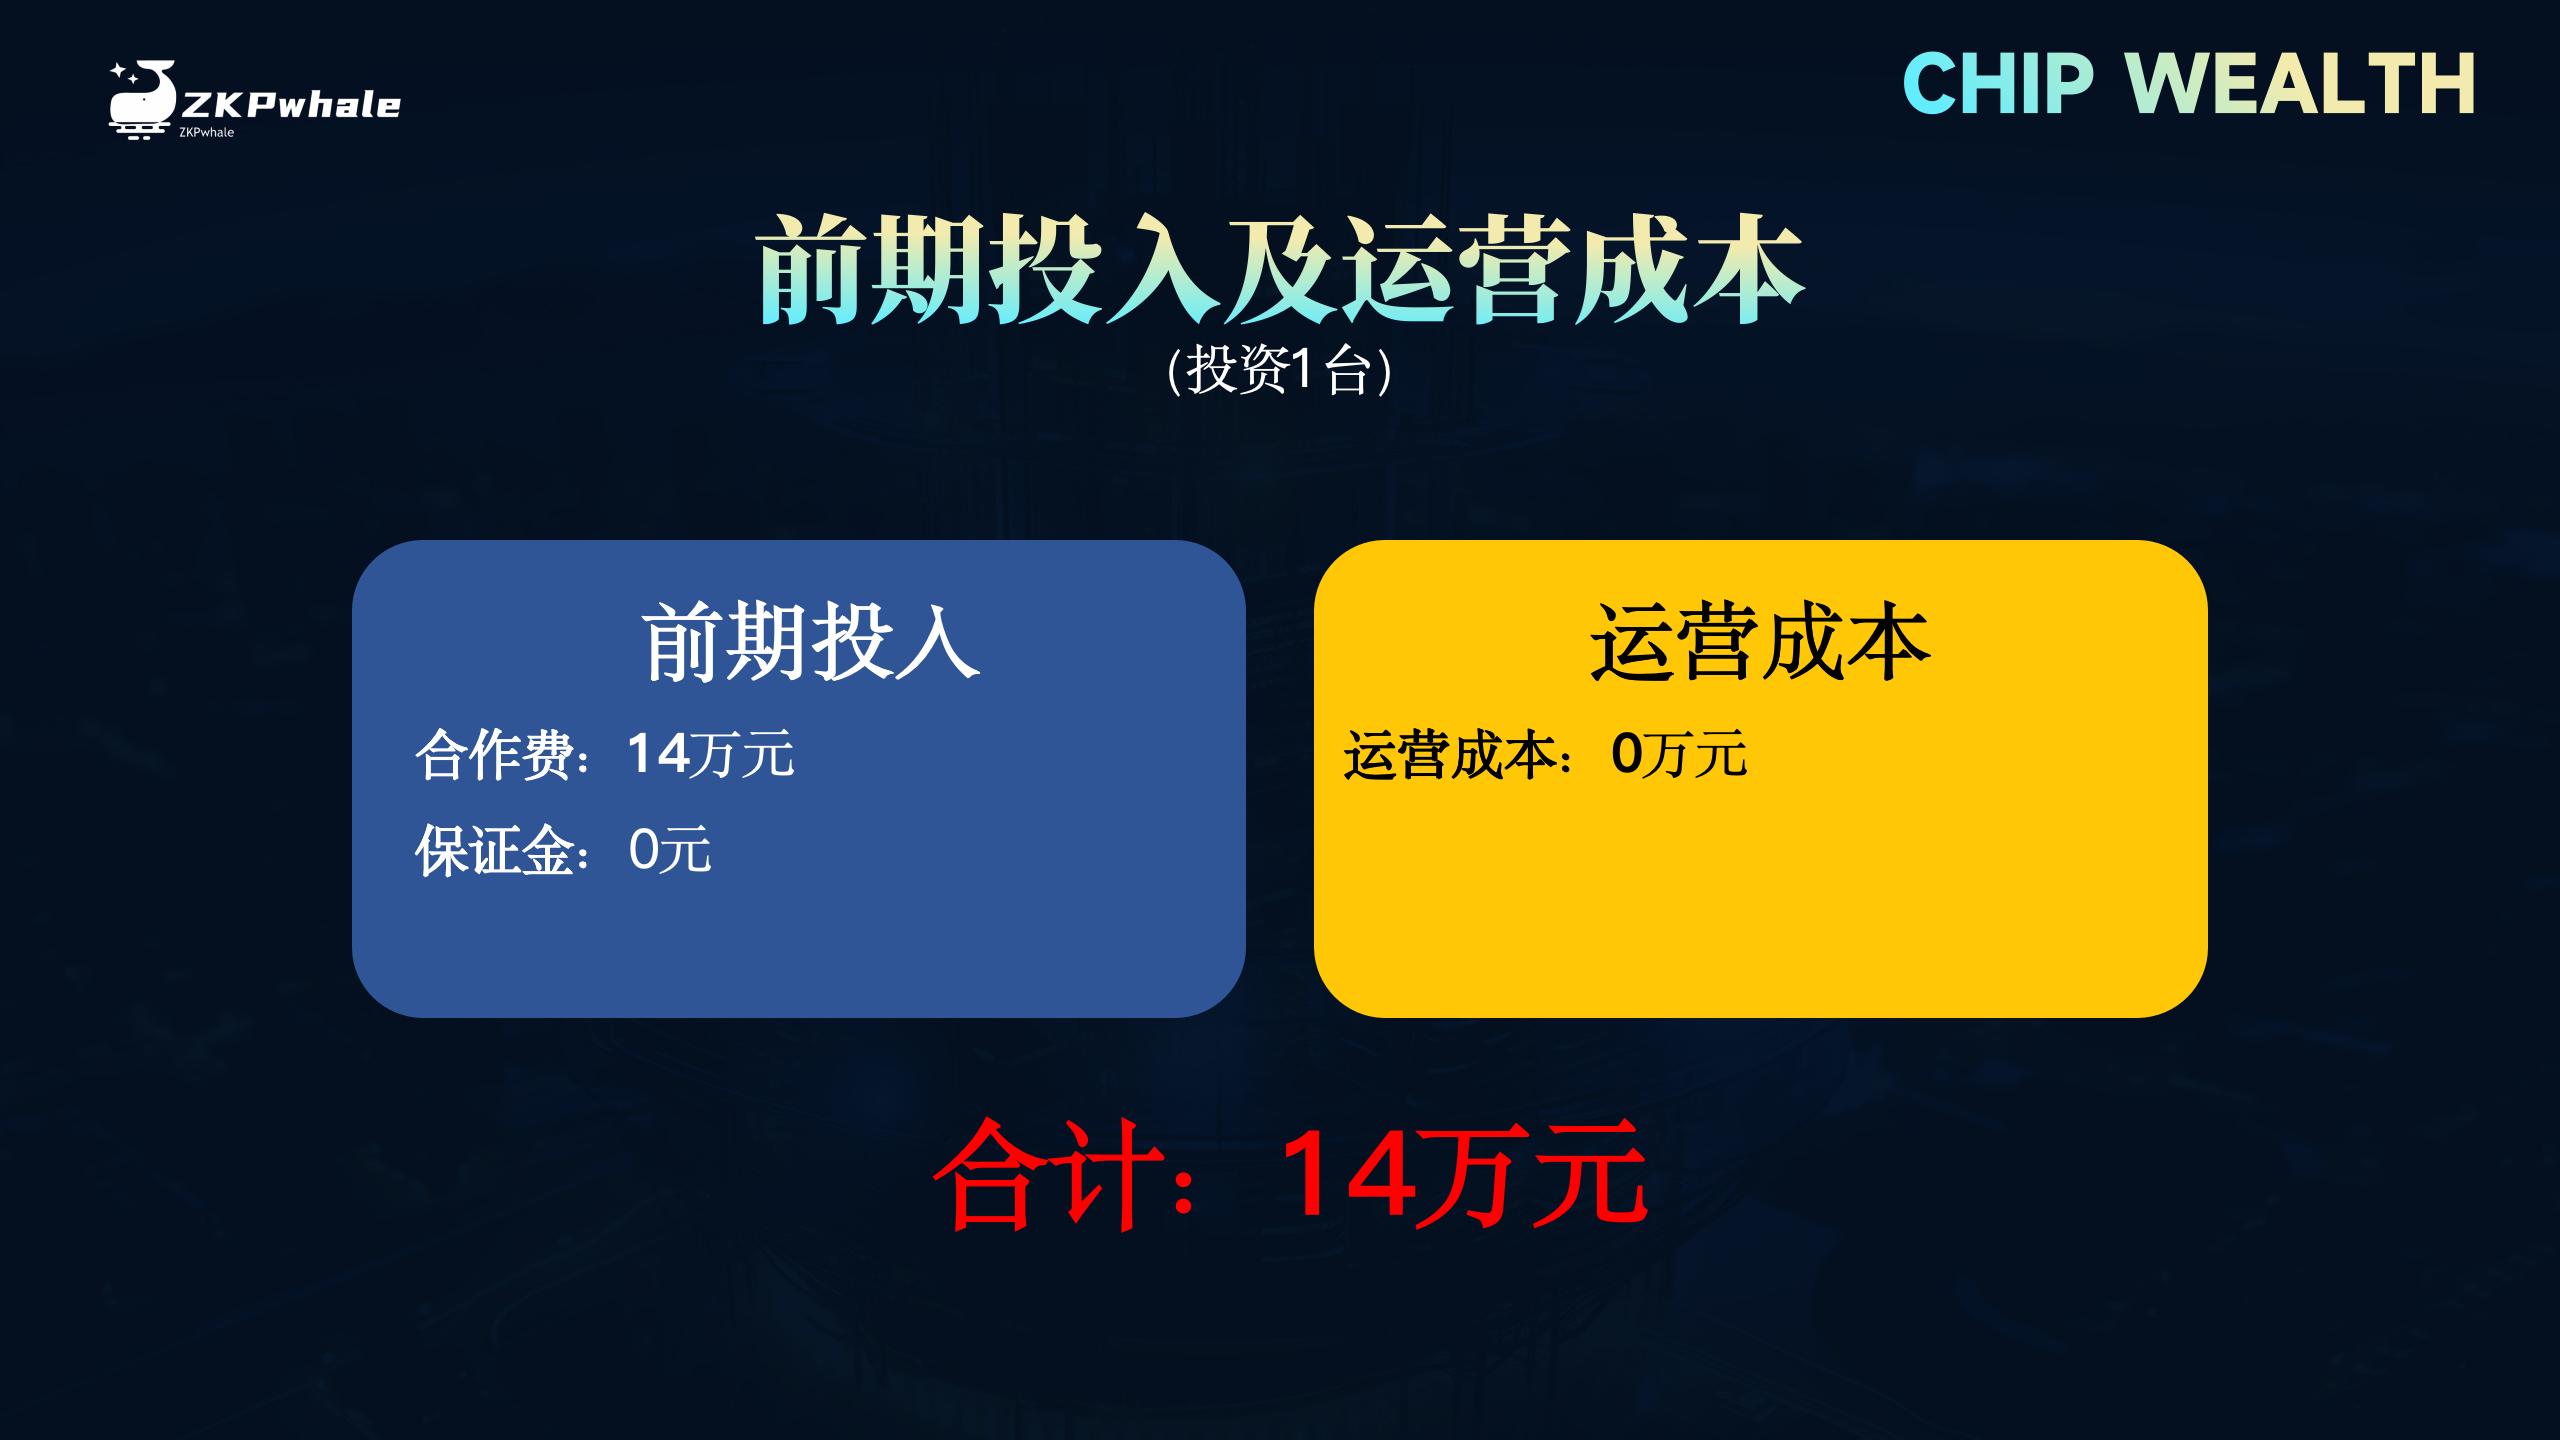 ZKPwhale
ZKPwhale
CHIP WEALTH
前期投入及运营成本
(投资1台)
前期投入
合作费：14万元
保证金：0元
运营成本
运营成本：0万元
合计：14万元